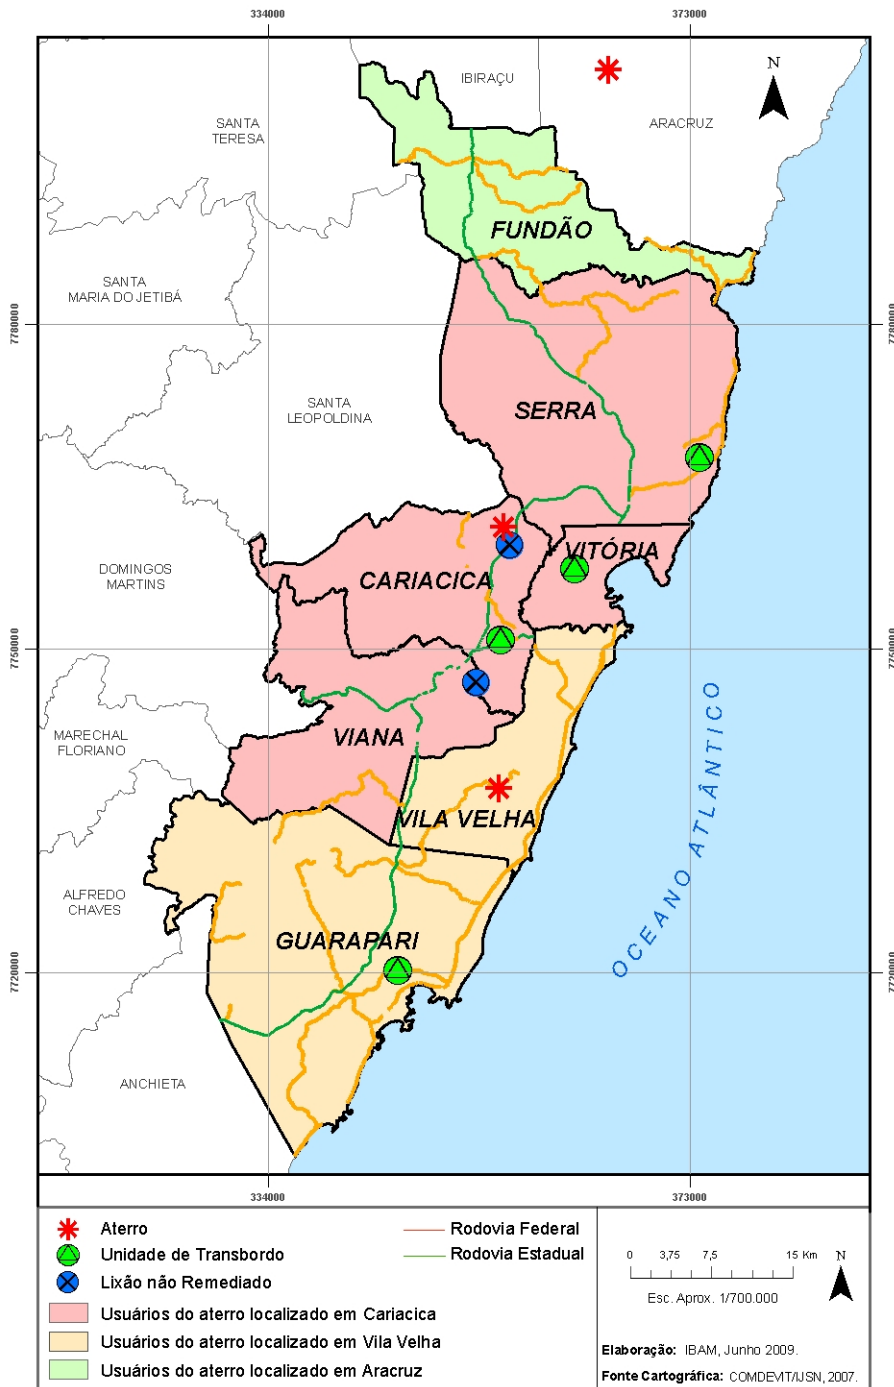 334000
373000
N
IBIRAÇU
ARACRUZ
SANTA
TERESA
FUNDÃO
SANTA
MARIA DO JETIBÁ
7780000
7780000
SANTA
LEOPOLDINA
SERRA
VITÓRIA
DOMINGOS
MARTINS
CARIACICA
7750000
7750000
MARECHAL
FLORIANO
VIANA
OCEANO ATLÂNTICO
VILA VELHA
ALFREDO
CHAVES
GUARAPARI
7720000
7720000
ANCHIETA
334000
373000
Aterro
Unidade de Transbordo
Lixão não Remediado
Usuários do aterro localizado em Cariacica
Usuários do aterro localizado em Vila Velha
Usuários do aterro localizado em Aracruz
Rodovia Federal
Rodovia Estadual
0 3,75 7,5 15 Km
N
Esc. Aprox. 1/700.000
Elaboração: IBAM, Junho 2009.
Fonte Cartográfica: COMDEVIT/IJSN, 2007.